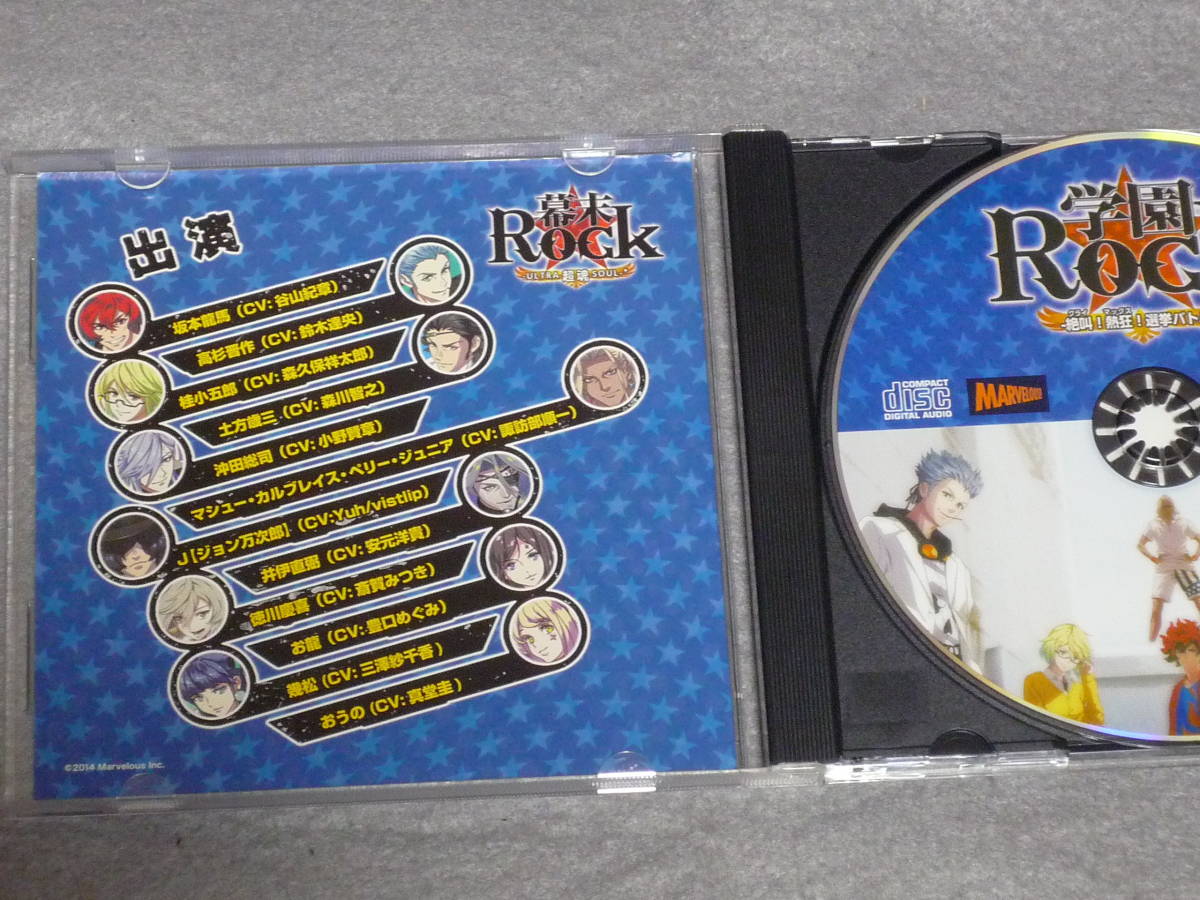 出演
幕末
Rock
-ULTRA 超魂 SOUL-
坂本龍馬 (CV: 谷山紀章)
高杉晋作 (CV: 鈴木達央)
桂小五郎 (CV: 森久保祥太郎)
土方歳三 (CV: 森川智之)
沖田総司 (CV: 小野賢章)
マシュー・カルブレイス・ペリー・ジュニア (CV: 諏訪部順一)
J [ジョン万次郎] (CV:Yuh/vistlip)
井伊直弼 (CV: 安元洋貴)
徳川慶喜 (CV: 斎賀みつき)
お龍 (CV: 豊口めぐみ)
幾松 (CV: 三澤紗千香)
おうの (CV: 真堂圭)
©2014 Marvelous Inc.
学園
Roc
クライ マックス
-絶叫!熱狂!選挙バト
COMPACT
disc
DIGITAL AUDIO
MARVELOUS!